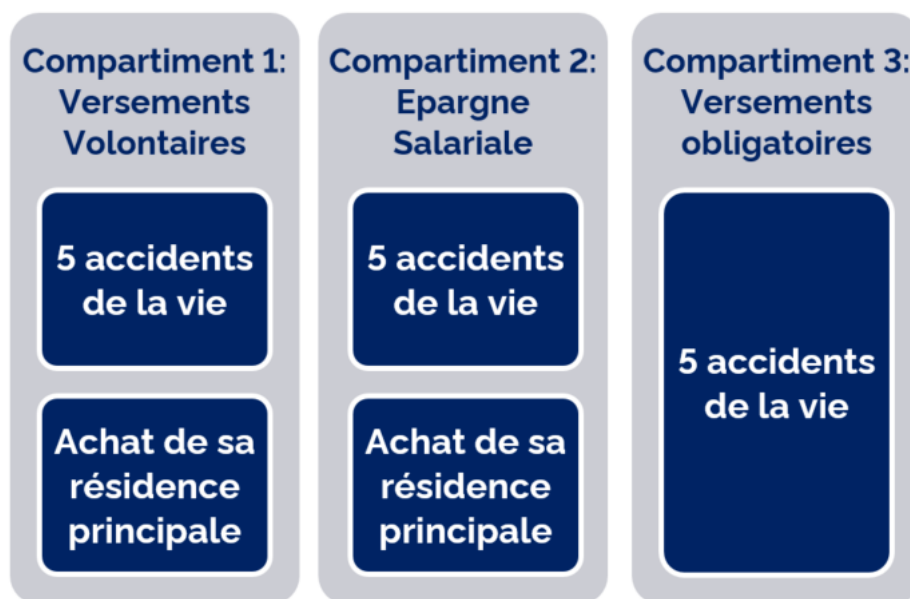 Compartiment 1:
Versements
Volontaires
5 accidents
de la vie
Achat de sa
résidence
principale
Compartiment 2:
Epargne
Salariale
5 accidents
de la vie
Achat de sa
résidence
principale
Compartiment 3:
Versements
obligatoires
5 accidents
de la vie